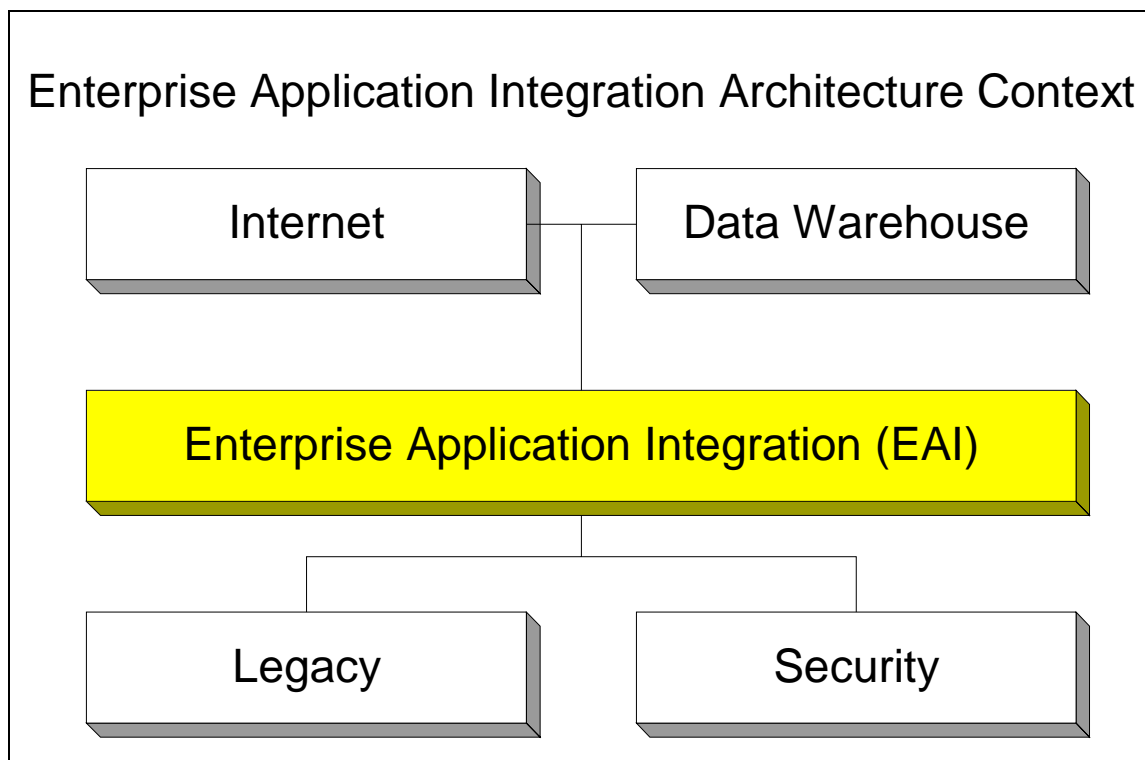 Enterprise Application Integration Architecture Context
Internet
Data Warehouse
Enterprise Application Integration (EAI)
Legacy
Security